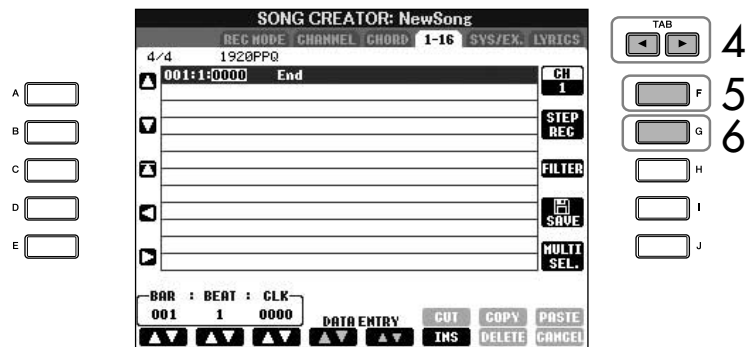 SONG CREATOR: NewSong
REC MODE CHANNEL CHORD 1-16 SYS/EX. LYRICS
4/4 1920PPQ
001:1:0000 End
CH
1
STEP
REC
FILTER
SAVE
MULTI
SEL.
BAR : BEAT : CLK
001 1 0000
DATA ENTRY
CUT COPY PASTE
INS DELETE CANCEL
A
B
C
D
E
TAB
4
F 5
G 6
H
I
J